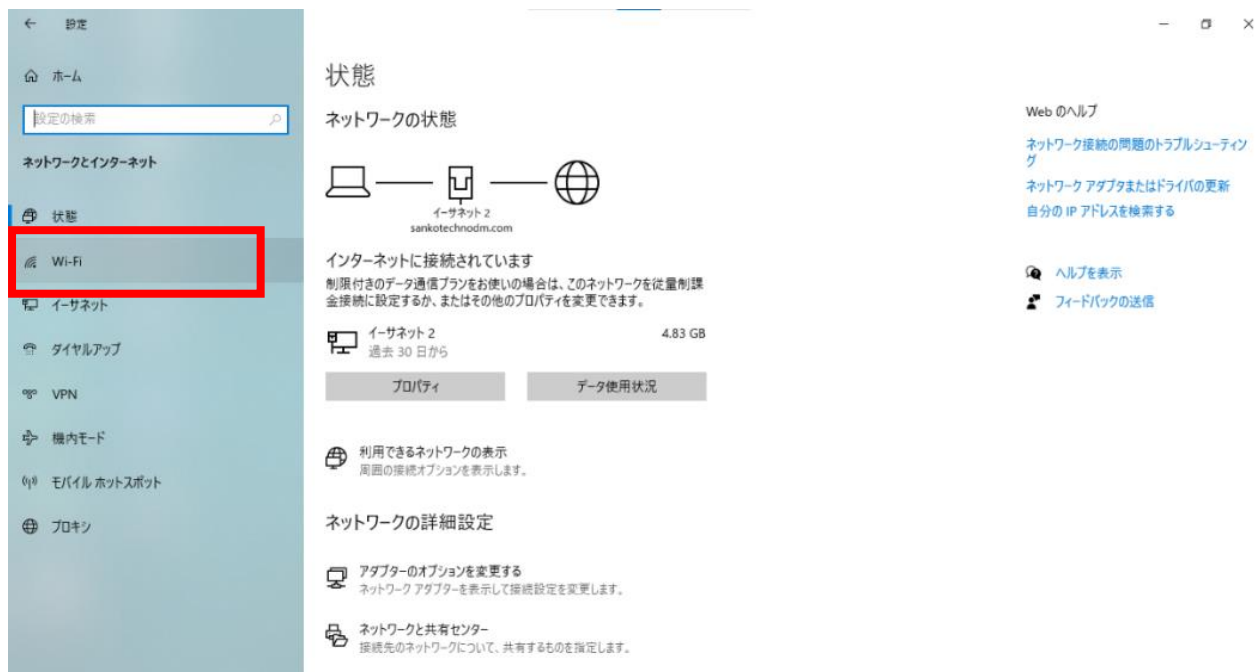 設定
ホーム
設定の検索
ネットワークとインターネット
状態
Wi-Fi
イーサネット
ダイヤルアップ
VPN
機内モード
モバイル ホットスポット
プロキシ
状態
ネットワークの状態
イーサネット 2
sankotechnodm.com
インターネットに接続されています
制限付きのデータ通信プランをお使いの場合は、このネットワークを従量制課
金接続に設定するか、またはその他のプロパティを変更できます。
イーサネット 2
4.83 GB
過去 30 日から
プロパティ
データ使用状況
利用できるネットワークの表示
周囲の接続オプションを表示します。
ネットワークの詳細設定
アダプターのオプションを変更する
ネットワーク アダプターを表示して接続設定を変更します。
ネットワークと共有センター
接続先のネットワークについて、共有するものを指定します。
Web のヘルプ
ネットワーク接続の問題のトラブルシューティン
グ
ネットワーク アダプタまたはドライバの更新
自分の IP アドレスを検索する
ヘルプを表示
フィードバックの送信